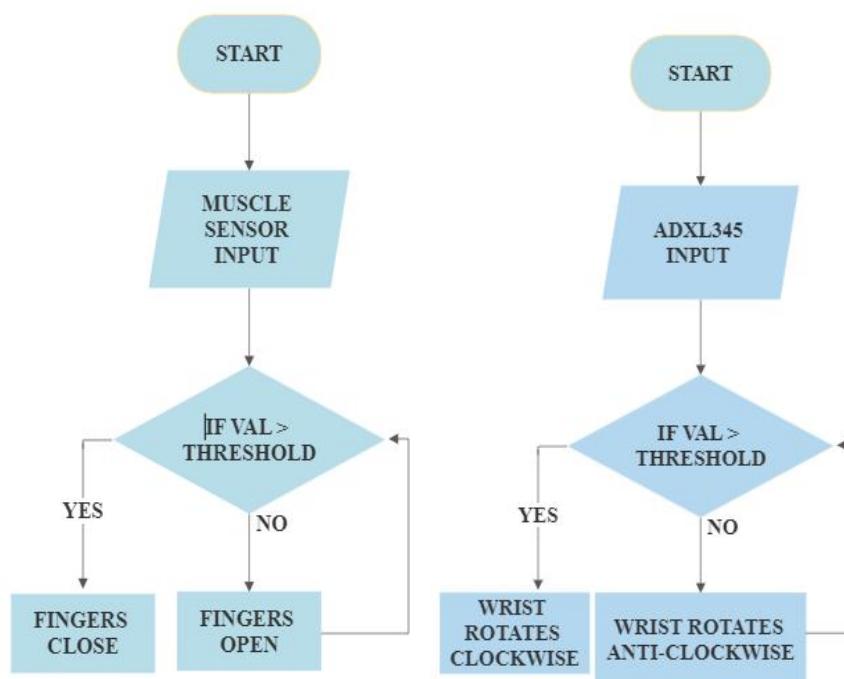 START
MUSCLE
SENSOR
INPUT
IF VAL >
THRESHOLD
YES
NO
FINGERS
CLOSE
FINGERS
OPEN
START
ADXL345
INPUT
IF VAL >
THRESHOLD
YES
NO
WRIST
ROTATES
CLOCKWISE
WRIST ROTATES
ANTI-CLOCKWISE